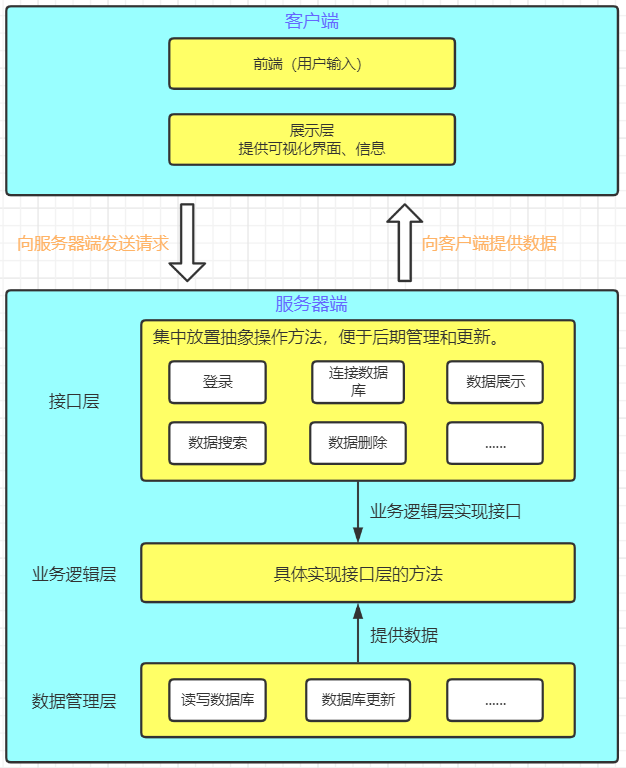 客户端
前端（用户输入）
展示层
提供可视化界面、信息
向服务器端发送请求
向客户端提供数据
服务器端
集中放置抽象操作方法，便于后期管理和更新。
接口层
登录
连接数据
库
数据展示
数据搜索
数据删除
......
业务逻辑层实现接口
业务逻辑层
具体实现接口层的方法
提供数据
数据管理层
读写数据库
数据库更新
......